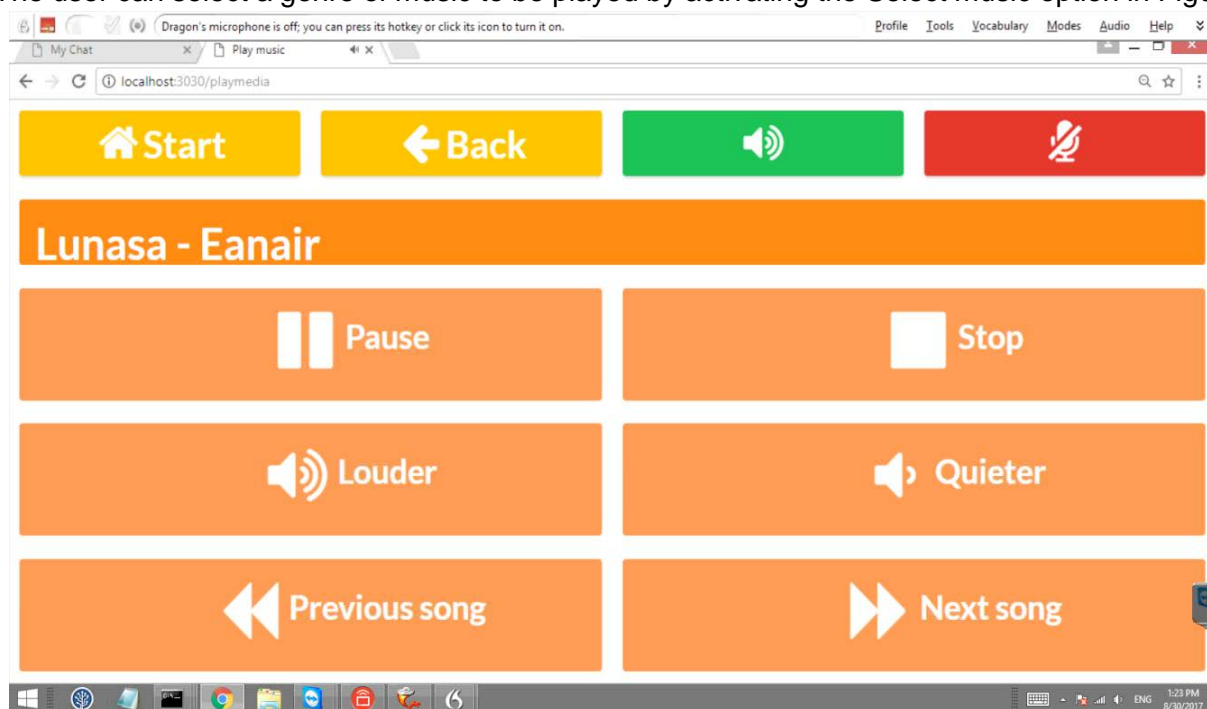 The user can select a genre of music to be played by activating the Select music option in
Dragon's microphone is off; you can press its hotkey or click its icon to turn it on.
Profile Tools Vocabulary Modes Audio Help
My Chat Play music
localhost:3030/playmedia
Start Back
Lunasa - Eanair
Pause Stop
Louder Quieter
Previous song Next song
ENG 1:23 PM
8/30/2017